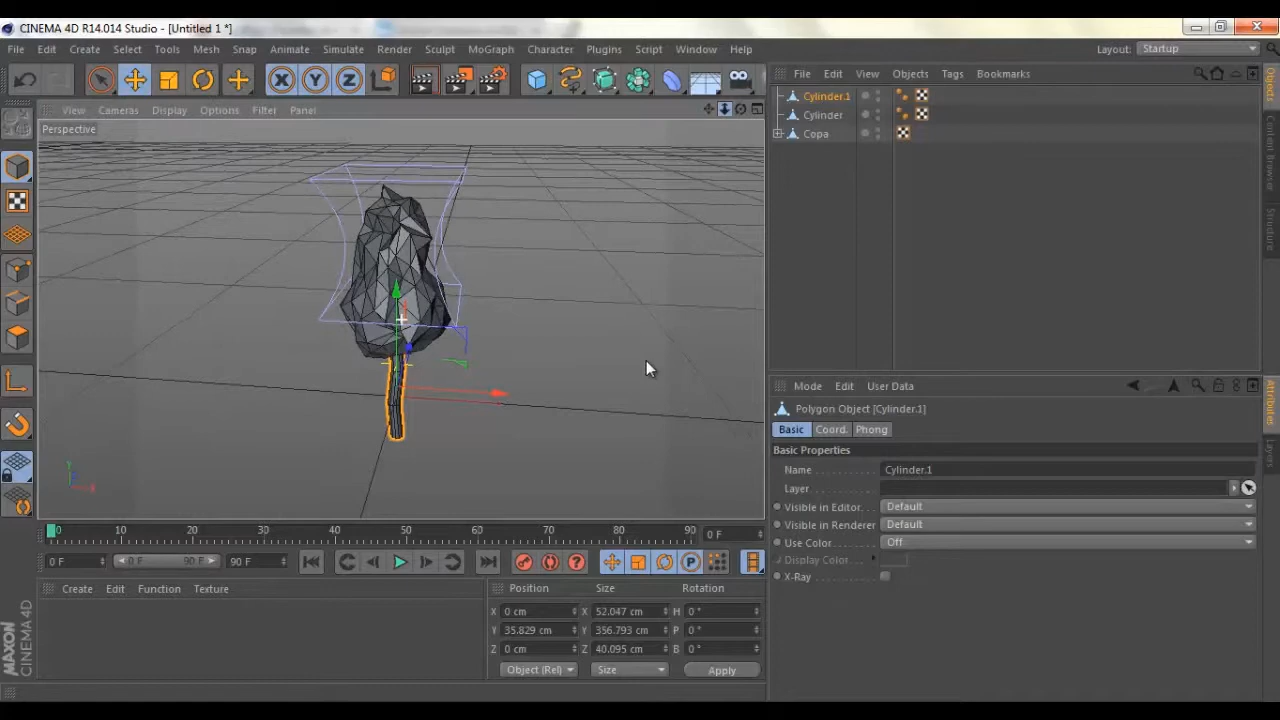 CINEMA 4D R14.014 Studio - [Untitled 1 *]
File Edit Create Select Tools Mesh Snap Animate Simulate Render Sculpt MoGraph Character Plugins Script Window Help Layout: Startup
File Edit View Objects Tags Bookmarks
View Cameras Display Options Filter Panel
Perspective
Cylinder.1
Cylinder
Copa
Objects
Content Browser
Structure
Mode Edit User Data
Polygon Object [Cylinder.1]
Basic Coord. Phong
Basic Properties
Name Cylinder.1
Layer
Visible in Editor Default
Visible in Renderer Default
Use Color Off
Display Color
X-Ray
Attributes
Layers
X Y Z
Y
Z
X
0 10 20 30 40 50 60 70 80 90 0 F
0 F 0 F 90 F 90 F
P
Create Edit Function Texture
Position Size Rotation
X 0 cm X 52.047 cm H 0 °
Y 35.829 cm Y 356.793 cm P 0 °
Z 0 cm Z 40.095 cm B 0 °
Object (Rel) Size Apply
MAXON
CINEMA 4D